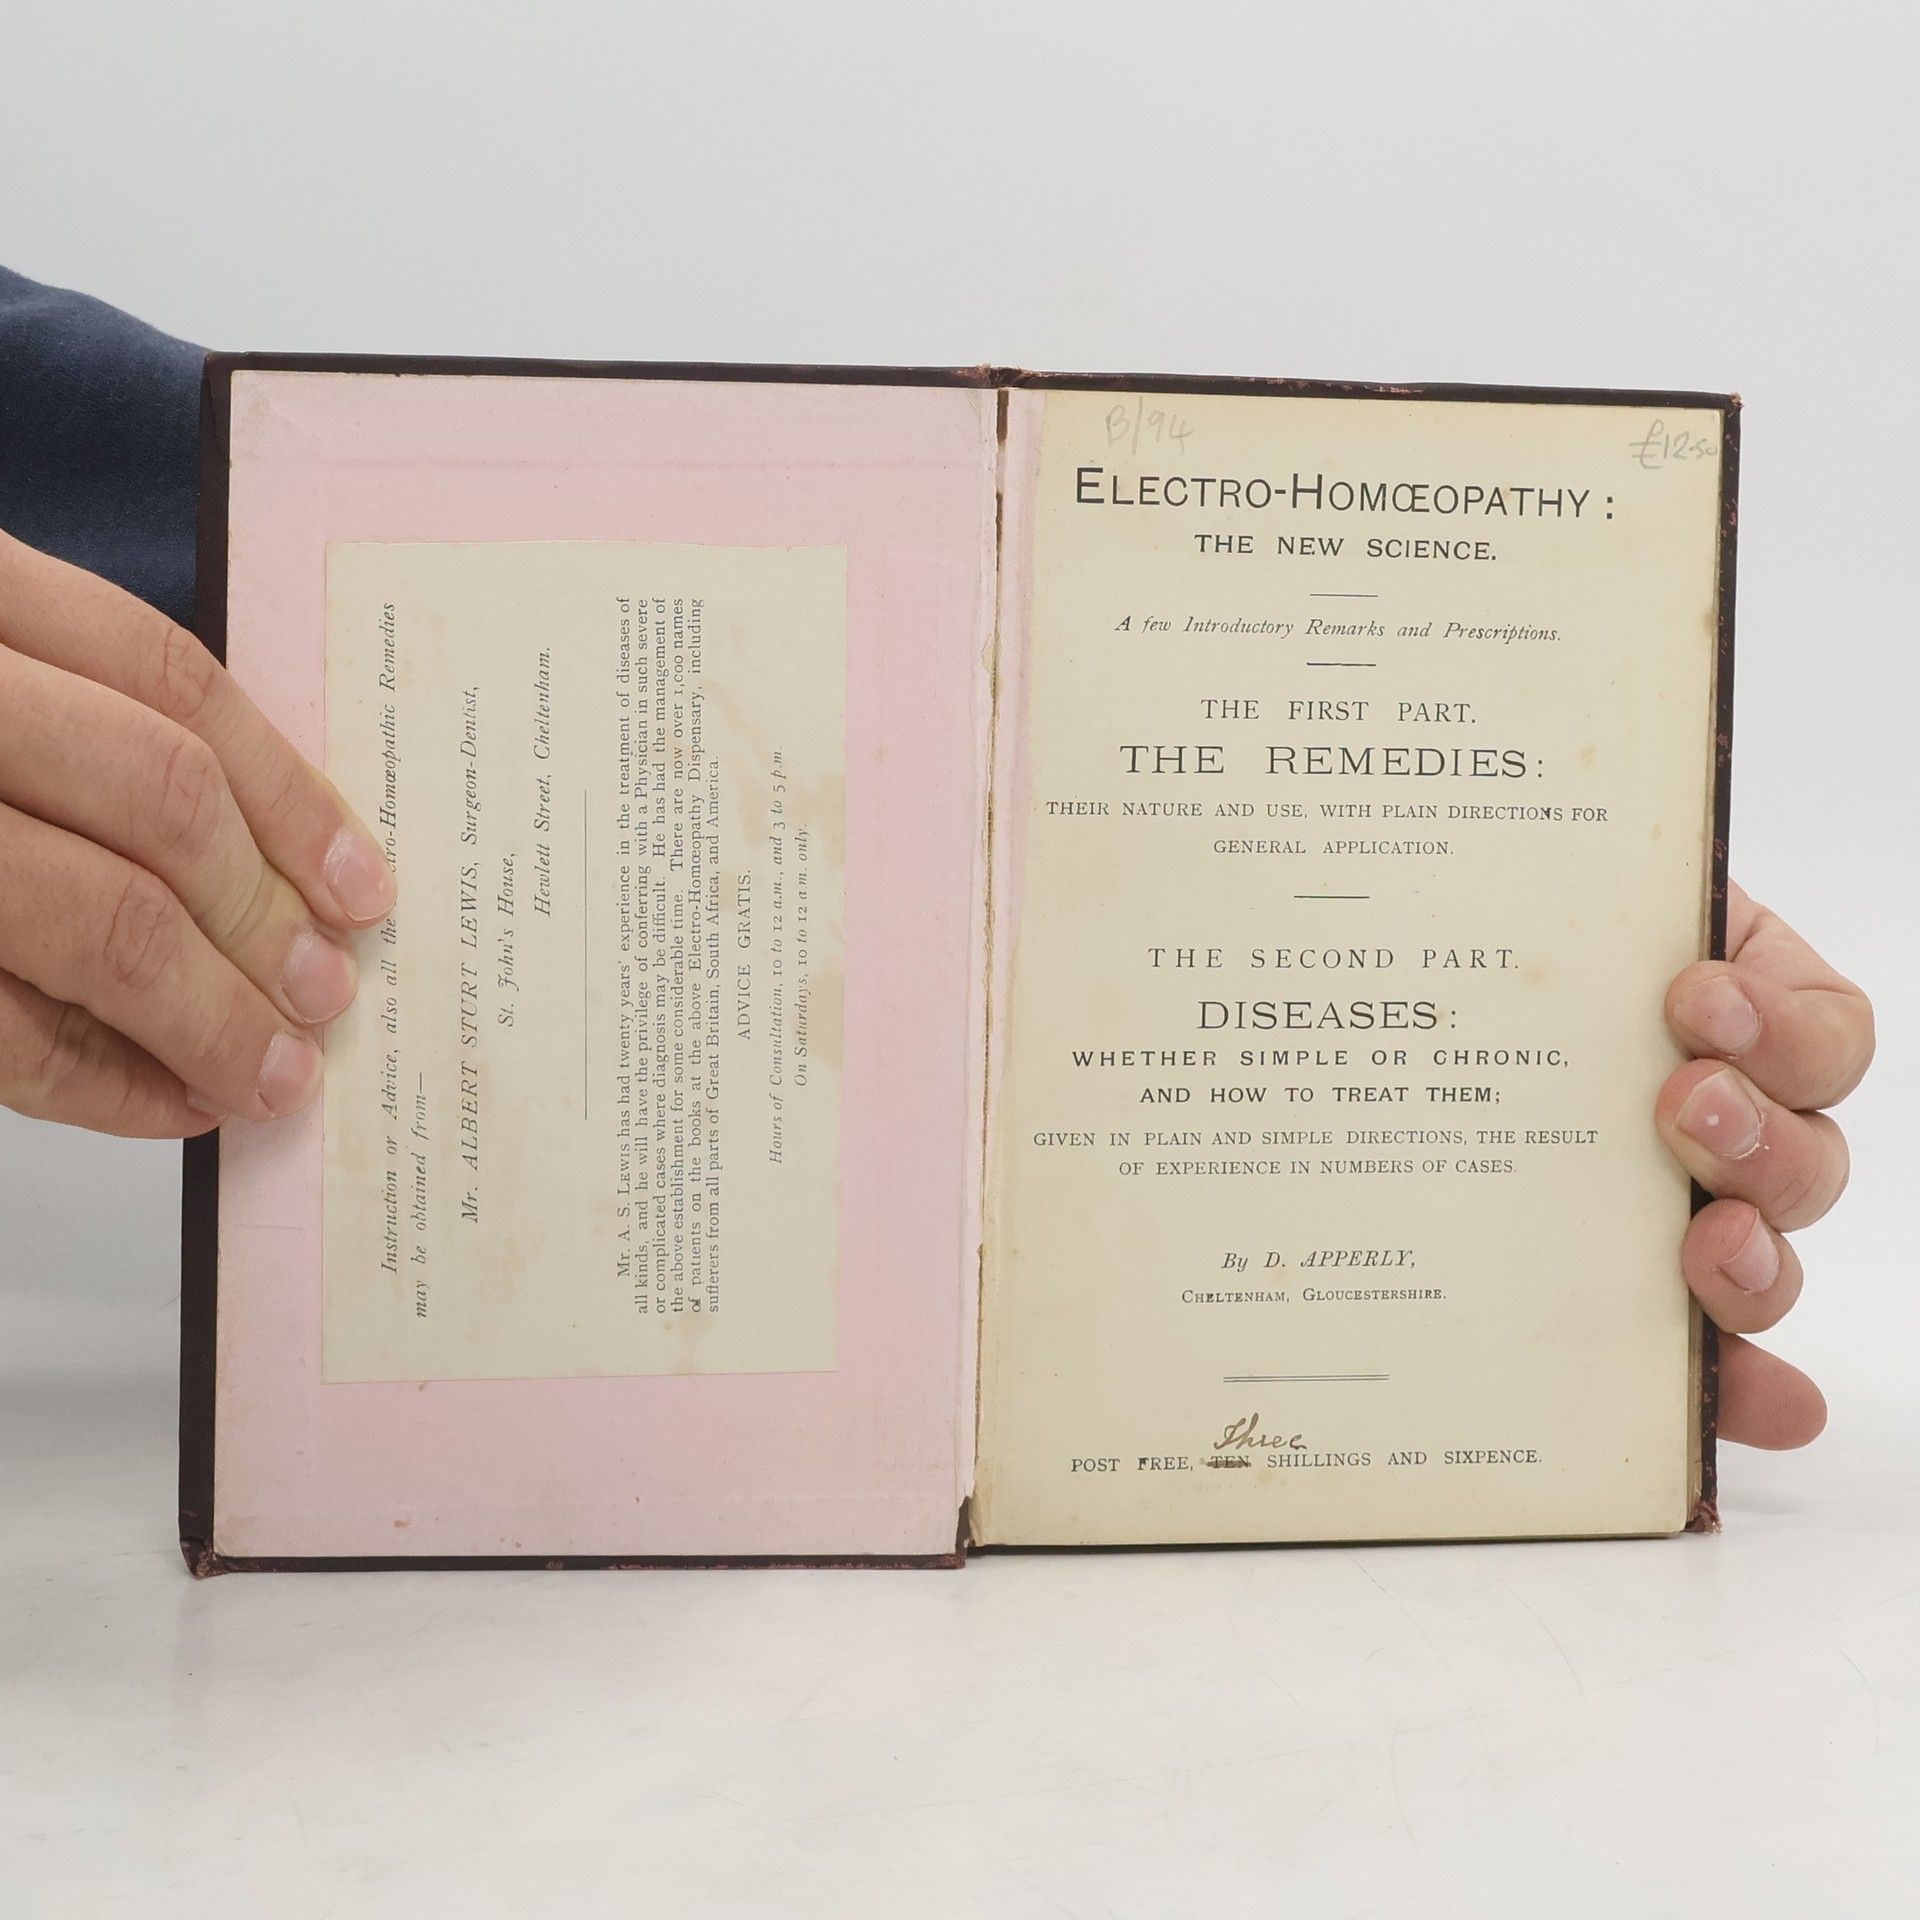 Instruction or Advice, also all the ctro-Homœopathic Remedies
may be obtained from—
Mr. ALBERT STURT LEWIS, Surgeon-Dentist,
St. John's House,
Hewlett Street, Cheltenham.
Mr. A. S. LEWIS has had twenty years' experience in the treatment of diseases of
all kinds, and he will have the privilege of conferring with a Physician in such severe
or complicated cases where diagnosis may be difficult. He has had the management of
the above establishment for some considerable time. There are now over 1,000 names
of patients on the books at the above Electro-Homœopathy Dispensary, including
sufferers from all parts of Great Britain, South Africa, and America.
ADVICE GRATIS.
Hours of Consultation, 10 to 12 a.m., and 3 to 5 p.m.
On Saturdays, 10 to 12 a.m. only.
B/94
£12.50
ELECTRO-HOMŒOPATHY:
THE NEW SCIENCE.
A few Introductory Remarks and Prescriptions.
THE FIRST PART.
THE REMEDIES:
THEIR NATURE AND USE, WITH PLAIN DIRECTIONS FOR
GENERAL APPLICATION.
THE SECOND PART.
DISEASES:
WHETHER SIMPLE OR CHRONIC,
AND HOW TO TREAT THEM;
GIVEN IN PLAIN AND SIMPLE DIRECTIONS, THE RESULT
OF EXPERIENCE IN NUMBERS OF CASES.
By D. APPERLY,
CHELTENHAM, GLOUCESTERSHIRE.
Three
POST FREE, TEN SHILLINGS AND SIXPENCE.